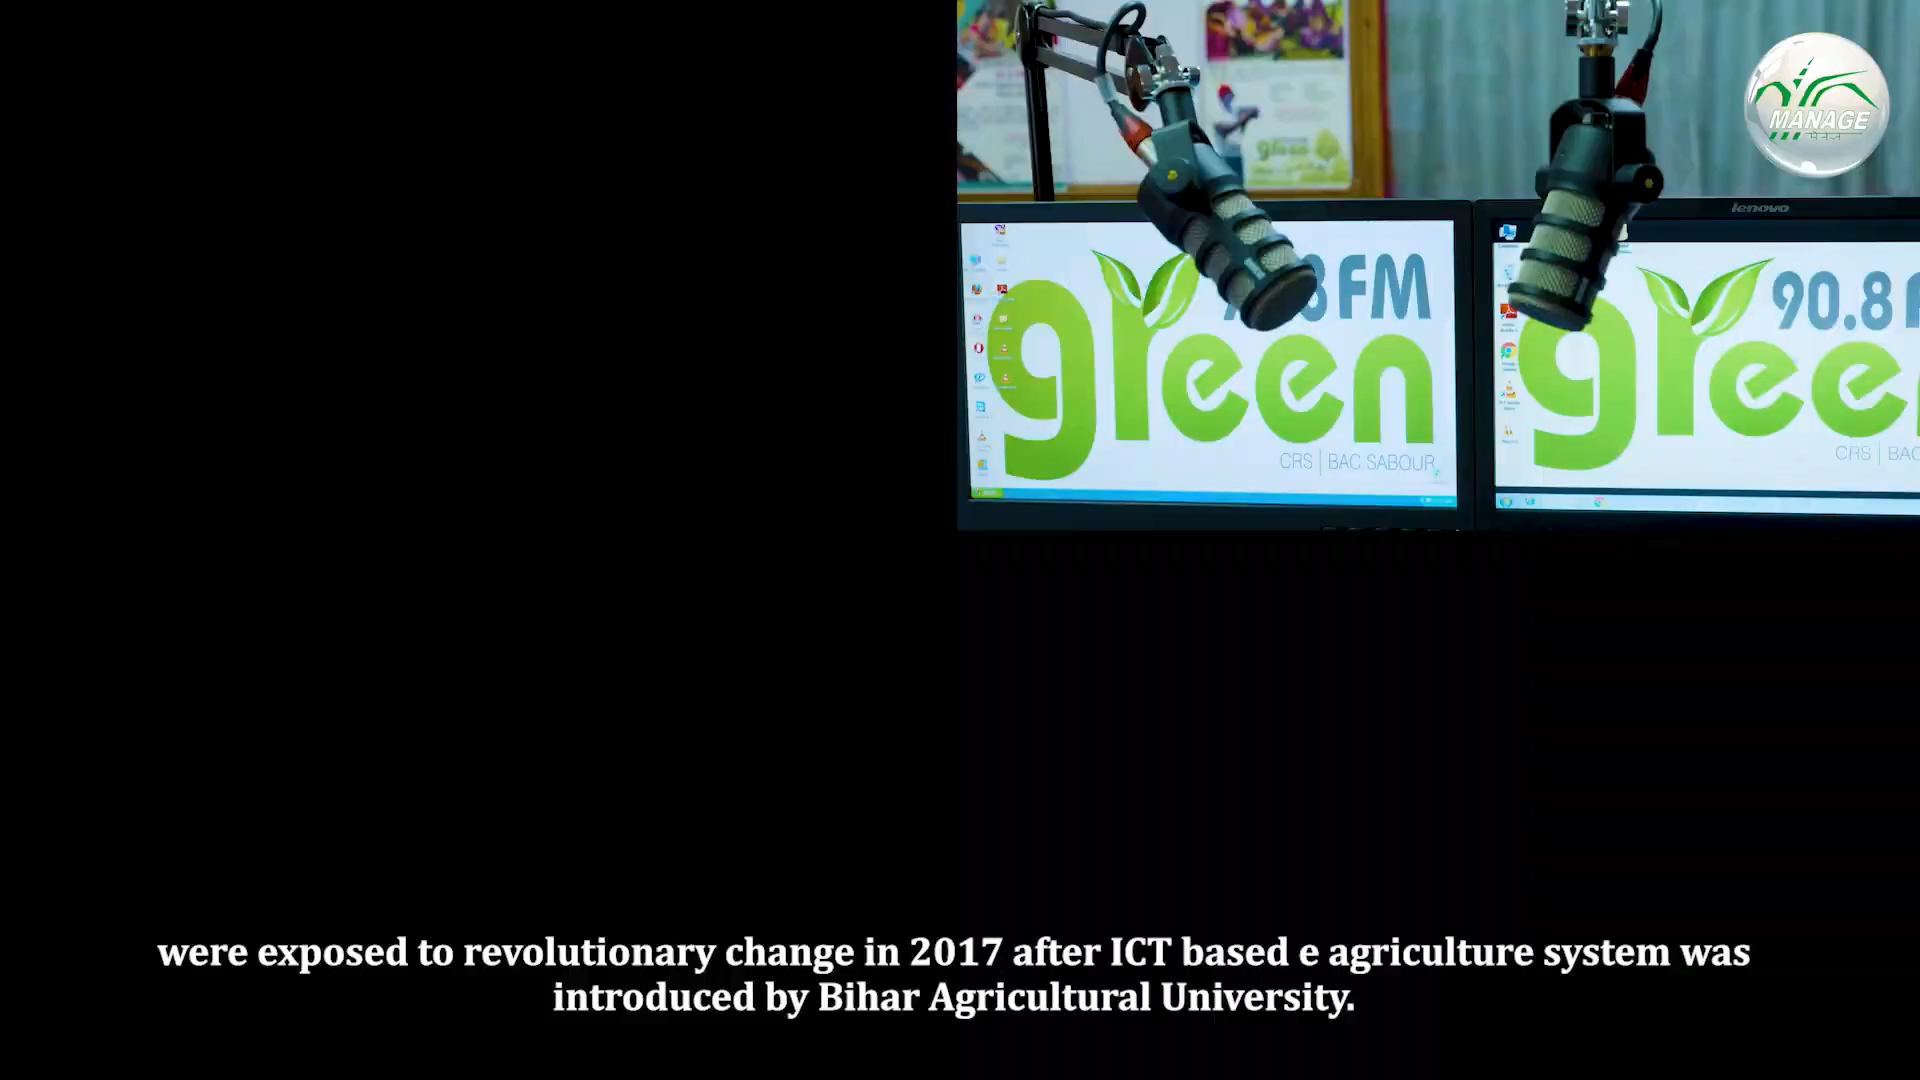 MANAGE
lenovo
green
8 FM
90.8
green
CRS | BAC SABOUR
CRS | BAC
were exposed to revolutionary change in 2017 after ICT based e agriculture system was
introduced by Bihar Agricultural University.